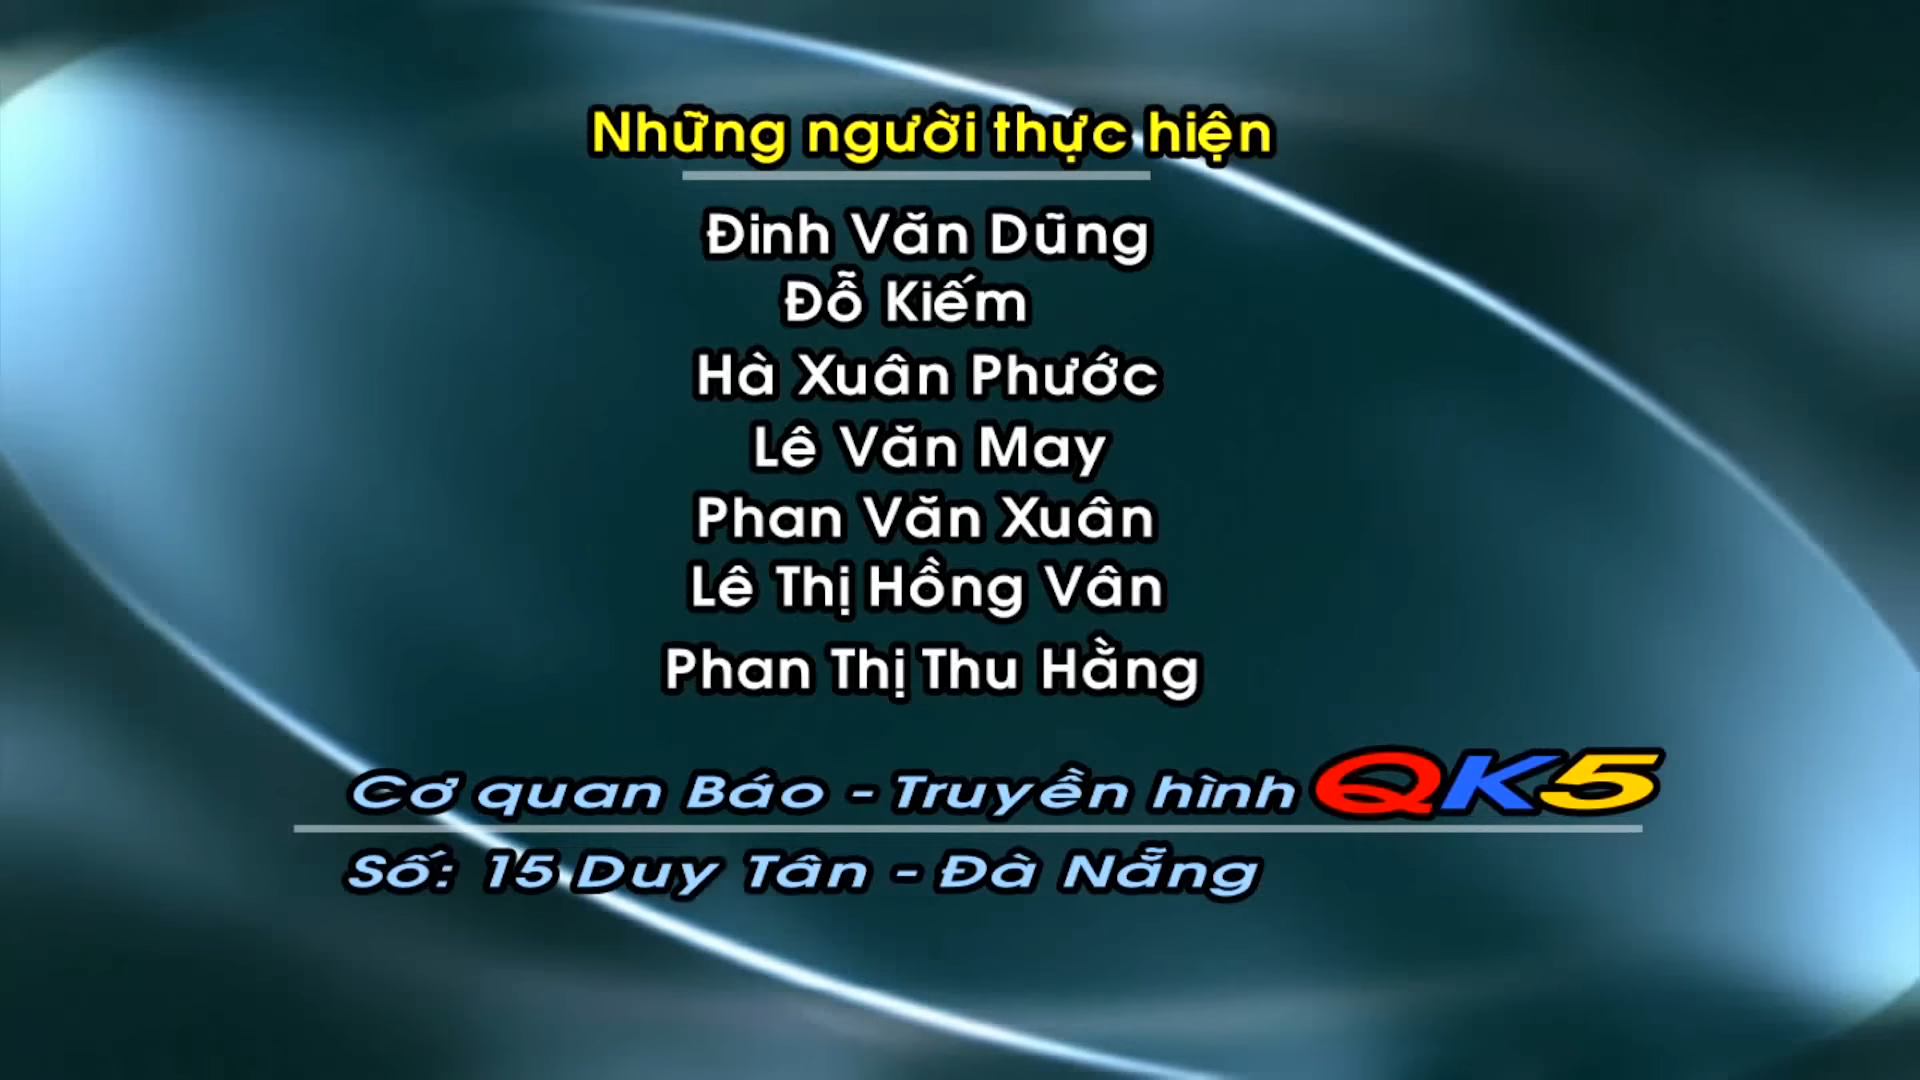 Những người thực hiện
Đinh Văn Dũng
Đỗ Kiếm
Hà Xuân Phước
Lê Văn May
Phan Văn Xuân
Lê Thị Hồng Vân
Phan Thị Thu Hằng
Cơ quan Báo - Truyền hình QK5
Số: 15 Duy Tân - Đà Nẵng